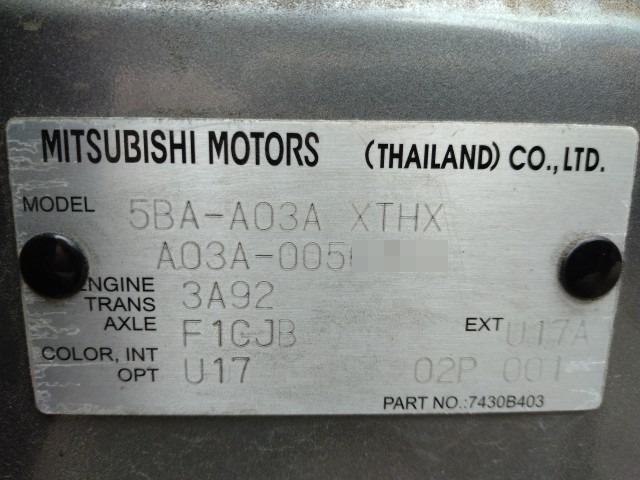 MITSUBISHI MOTORS (THAILAND) CO., LTD.
MODEL 5BA-A03A XTHX
A03A-005
ENGINE 3A92
TRANS
AXLE F1CJB EXT U17A
COLOR, INT
OPT U17 02P 001
PART NO.:7430B403